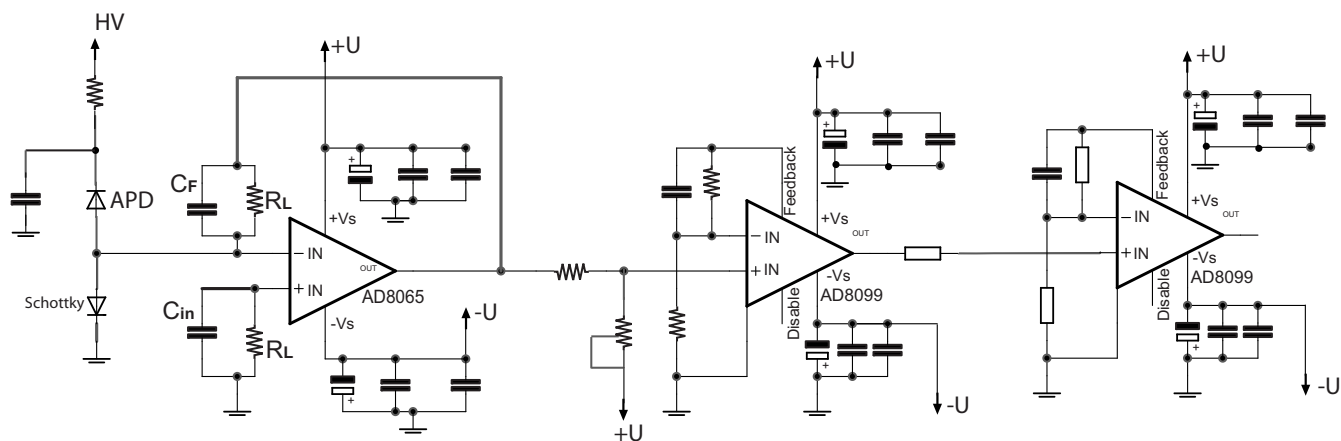 HV
+U
+U
+U
CF
RL
APD
Feedback
Feedback
+Vs
+Vs
+Vs
– IN
OUT
– IN
OUT
– IN
OUT
+ IN
+ IN
+ IN
AD8065
-Vs
AD8099
-Vs
AD8099
Schottky
Cin
RL
-Vs
-U
Disable
Disable
+U
-U
-U